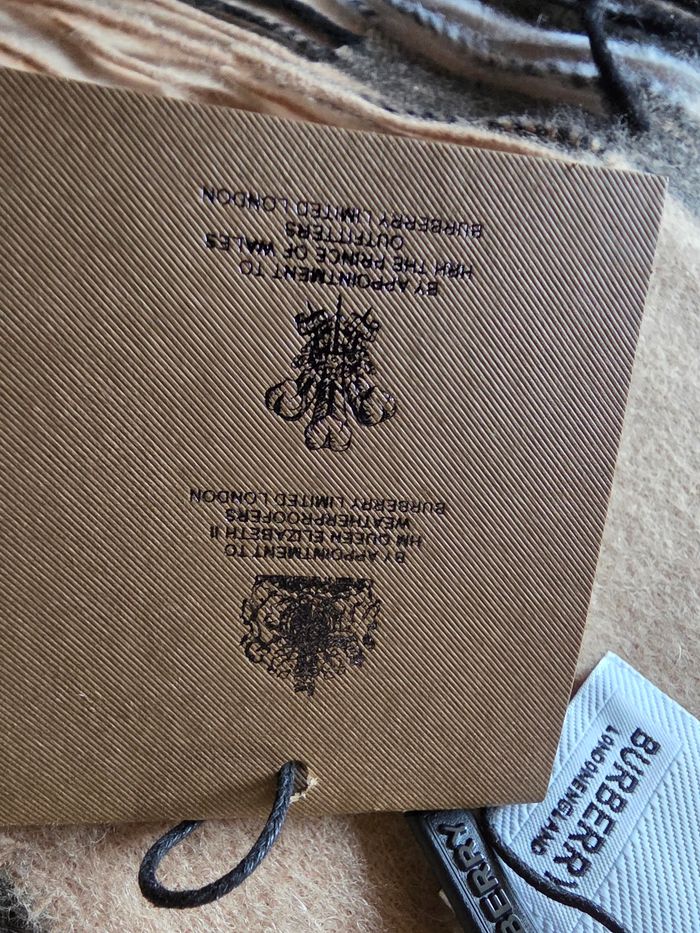 BY APPOINTMENT TO
HM QUEEN ELIZABETH II
WEATHERPROOFERS
BURBERRY LIMITED LONDON
BY APPOINTMENT TO
HRH THE PRINCE OF WALES
OUTFITTERS
BURBERRY LIMITED LONDON
BURBERRY
LONDON ENGLAND
BERRY